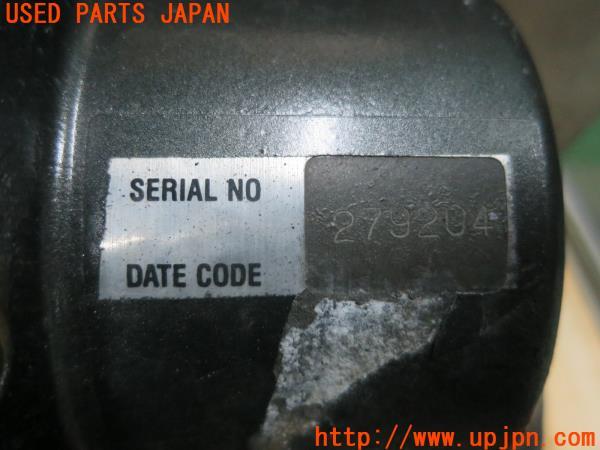 USED PARTS JAPAN
SERIAL NO
279204
DATE CODE
http://www.upjpn.com